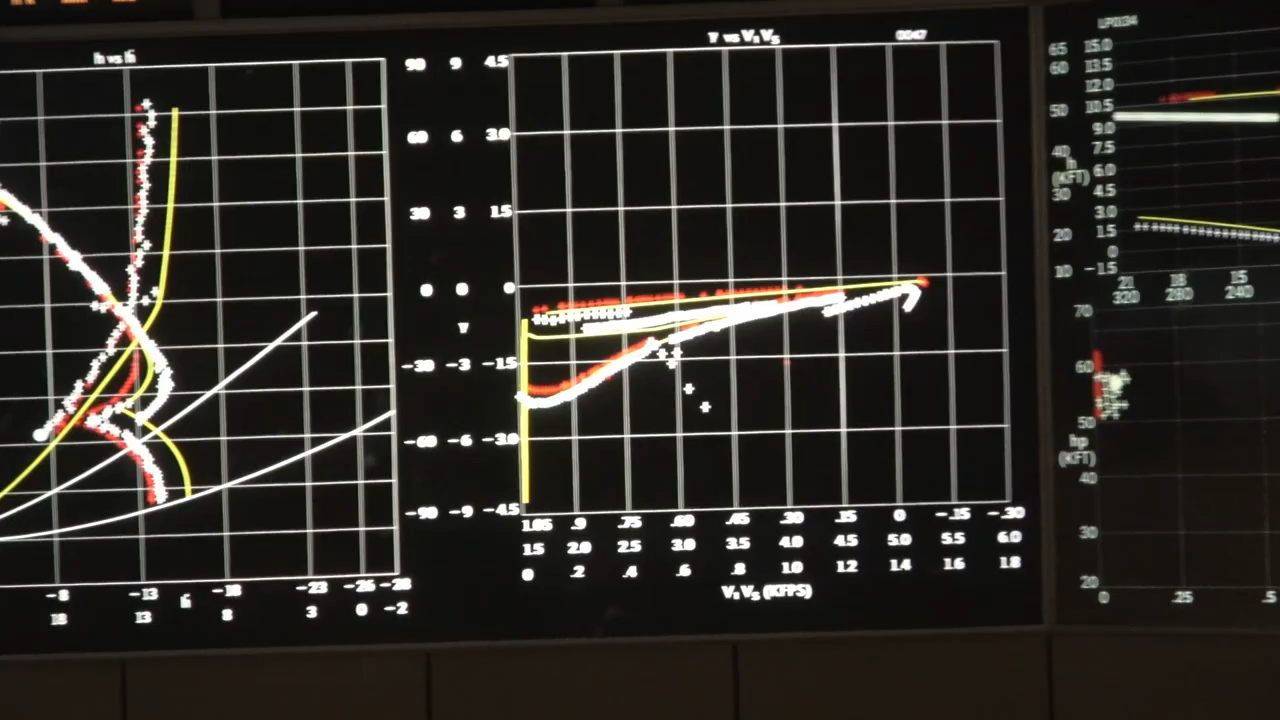 h vs ḣ
-8 -13 -18 -23 -26 -28
18 13 8 3 0 -2
ḣ
γ vs V, Vs 0047
90 9 4.5
60 6 3.0
30 3 1.5
0 0 0
γ
-30 -3 -1.5
-60 -6 -3.0
-90 -9 -4.5
1.05 .9 .75 .60 .45 .30 .15 0 -.15 -.30
1.5 2.0 2.5 3.0 3.5 4.0 4.5 5.0 5.5 6.0
0 .2 .4 .6 .8 1.0 1.2 1.4 1.6 1.8
V, Vs (KFPS)
LP0134
65 15.0
60 13.5
12.0
50 10.5
9.0
40 7.5
h
(KFT) 6.0
30 4.5
3.0
20 1.5
0
10 -1.5
21 18 15
320 280 240
70
60
50
hp
(KFT)
40
30
20
0 .25 .5